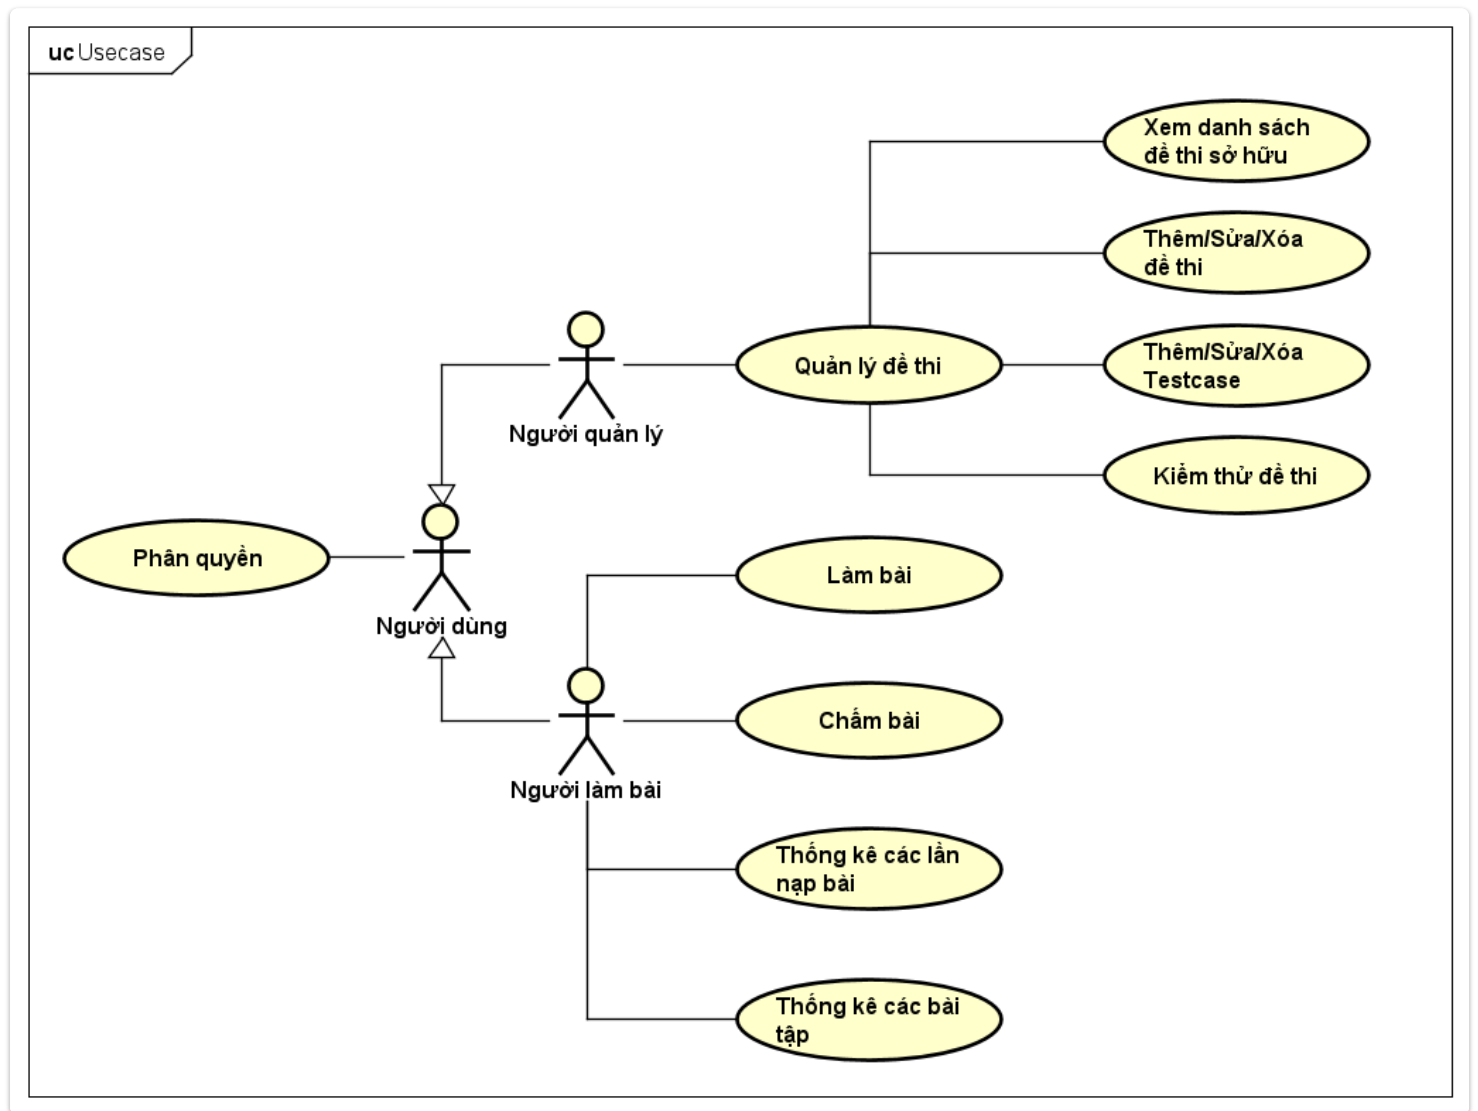 uc Usecase
Xem danh sách
đề thi sở hữu
Thêm/Sửa/Xóa
đề thi
Thêm/Sửa/Xóa
Testcase
Quản lý đề thi
Người quản lý
Kiểm thử đề thi
Phân quyền
Người dùng
Làm bài
Chấm bài
Người làm bài
Thống kê các lần
nạp bài
Thống kê các bài
tập